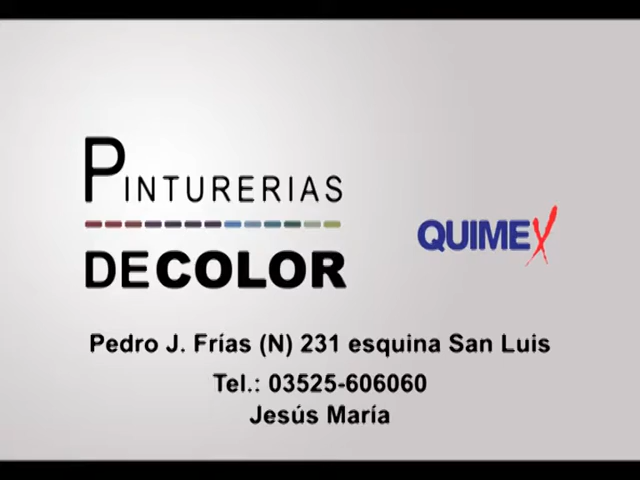 PINTURERIAS
DECOLOR
QUIMEX
Pedro J. Frías (N) 231 esquina San Luis
Tel.: 03525-606060
Jesús María